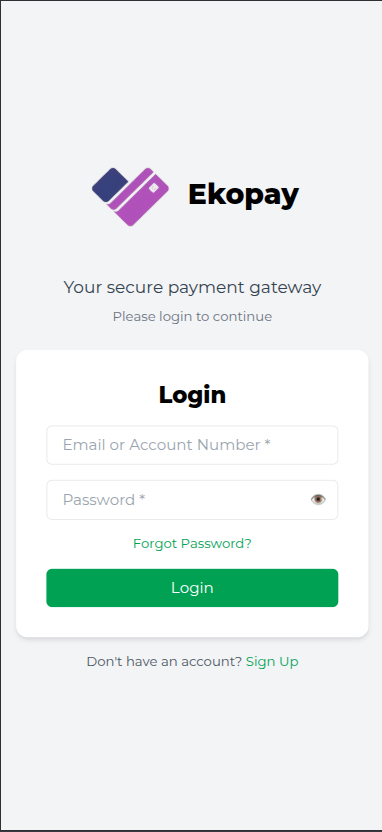 Ekopay
Your secure payment gateway
Please login to continue
Login
Email or Account Number *
Password *
Forgot Password?
Login
Don't have an account? Sign Up